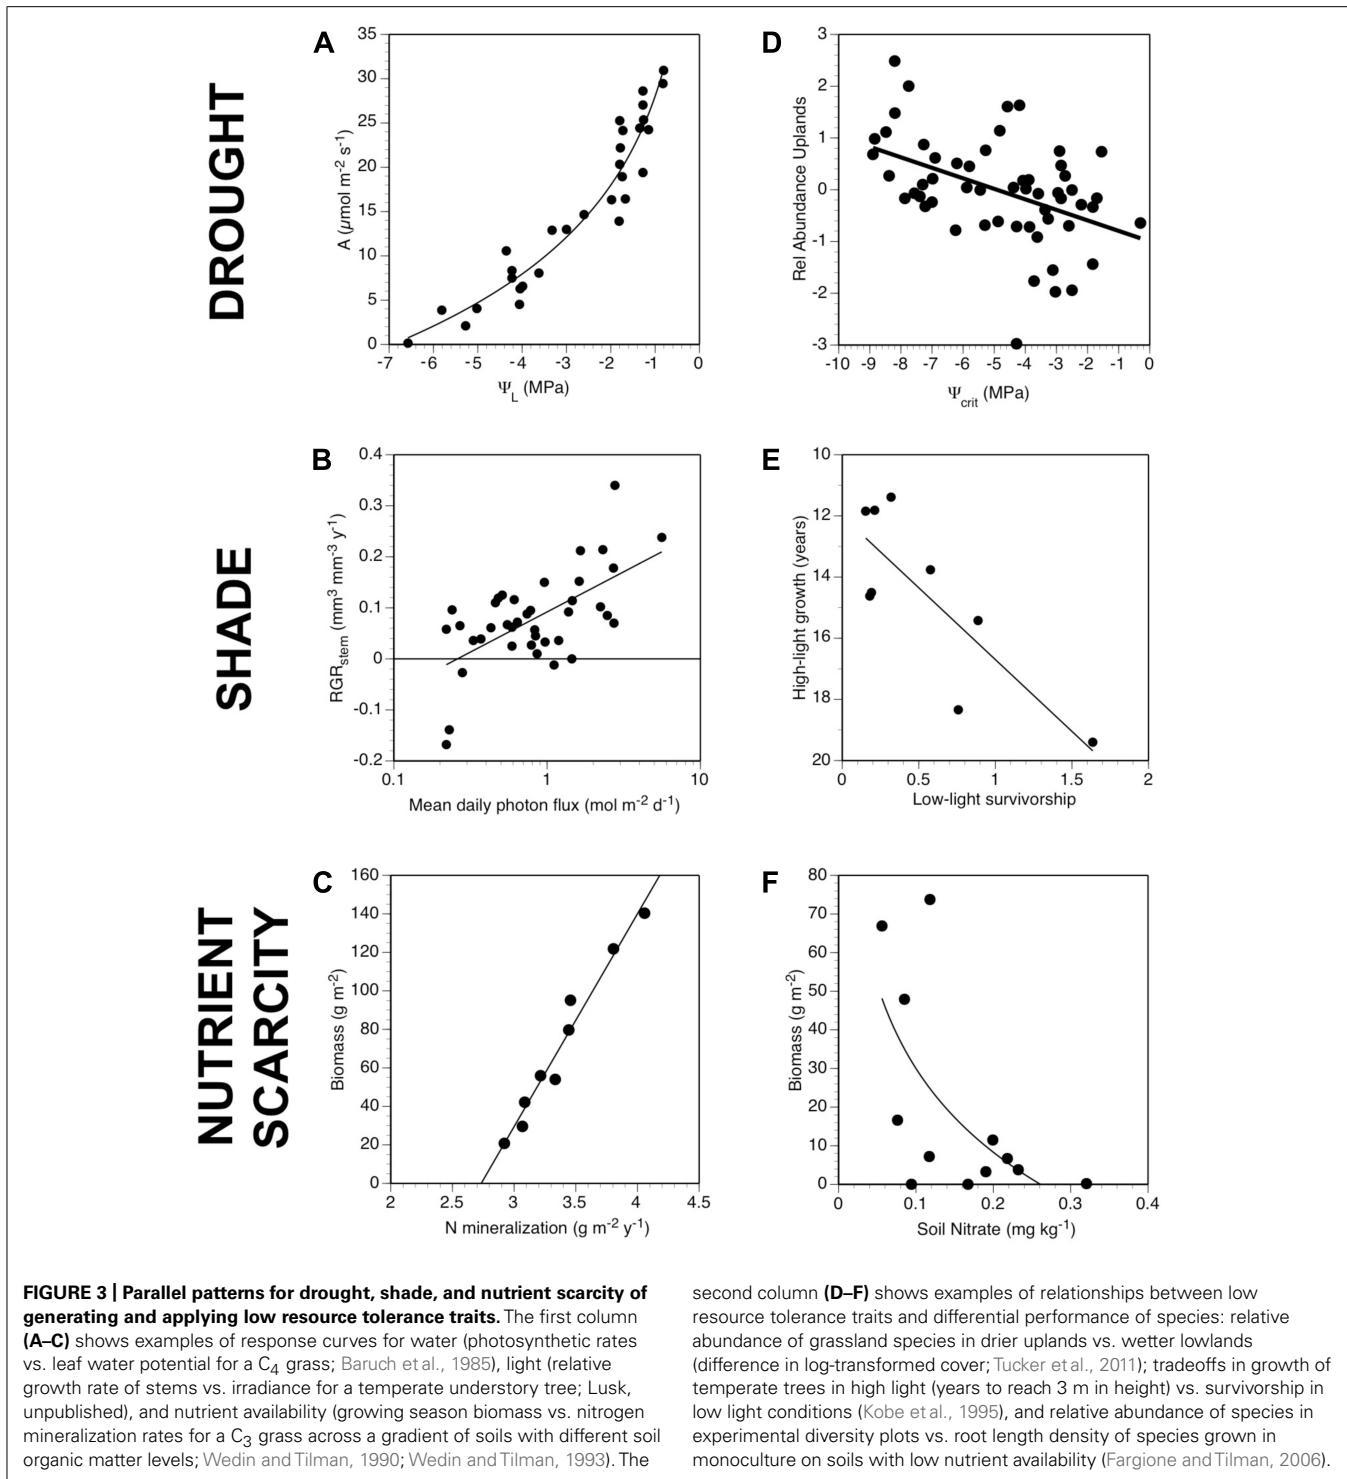 DROUGHT
A
35
30
25
20
15
10
5
0
A (µmol m-2 s-1)
-7 -6 -5 -4 -3 -2 -1 0
ΨL (MPa)
D
3
2
1
0
-1
-2
-3
Rel Abundance Uplands
-10 -9 -8 -7 -6 -5 -4 -3 -2 -1 0
Ψcrit (MPa)
SHADE
B
0.4
0.3
0.2
0.1
0
-0.1
-0.2
RGRstem (mm3 mm-3 y-1)
0.1 1 10
Mean daily photon flux (mol m-2 d-1)
E
10
12
14
16
18
20
High-light growth (years)
0 0.5 1 1.5 2
Low-light survivorship
NUTRIENT
SCARCITY
C
160
140
120
100
80
60
40
20
0
Biomass (g m-2)
2 2.5 3 3.5 4 4.5
N mineralization (g m-2 y-1)
F
80
70
60
50
40
30
20
10
0
Biomass (g m-2)
0 0.1 0.2 0.3 0.4
Soil Nitrate (mg kg-1)
FIGURE 3 | Parallel patterns for drought, shade, and nutrient scarcity of
generating and applying low resource tolerance traits. The first column
(A–C) shows examples of response curves for water (photosynthetic rates
vs. leaf water potential for a C4 grass; Baruch et al., 1985), light (relative
growth rate of stems vs. irradiance for a temperate understory tree; Lusk,
unpublished), and nutrient availability (growing season biomass vs. nitrogen
mineralization rates for a C3 grass across a gradient of soils with different soil
organic matter levels; Wedin and Tilman, 1990; Wedin and Tilman, 1993). The
second column (D–F) shows examples of relationships between low
resource tolerance traits and differential performance of species: relative
abundance of grassland species in drier uplands vs. wetter lowlands
(difference in log-transformed cover; Tucker et al., 2011); tradeoffs in growth of
temperate trees in high light (years to reach 3 m in height) vs. survivorship in
low light conditions (Kobe et al., 1995), and relative abundance of species in
experimental diversity plots vs. root length density of species grown in
monoculture on soils with low nutrient availability (Fargione and Tilman, 2006).